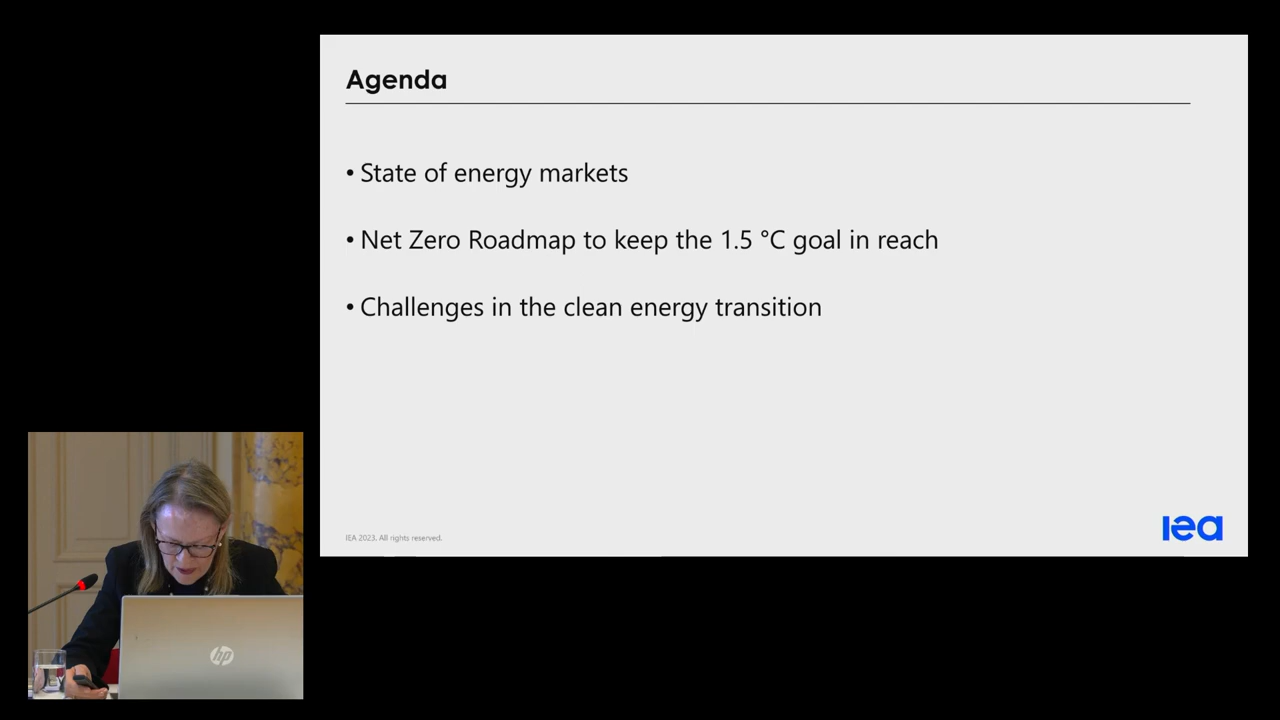 Agenda
• State of energy markets
• Net Zero Roadmap to keep the 1.5 °C goal in reach
• Challenges in the clean energy transition
IEA 2023. All rights reserved.
iea
hp